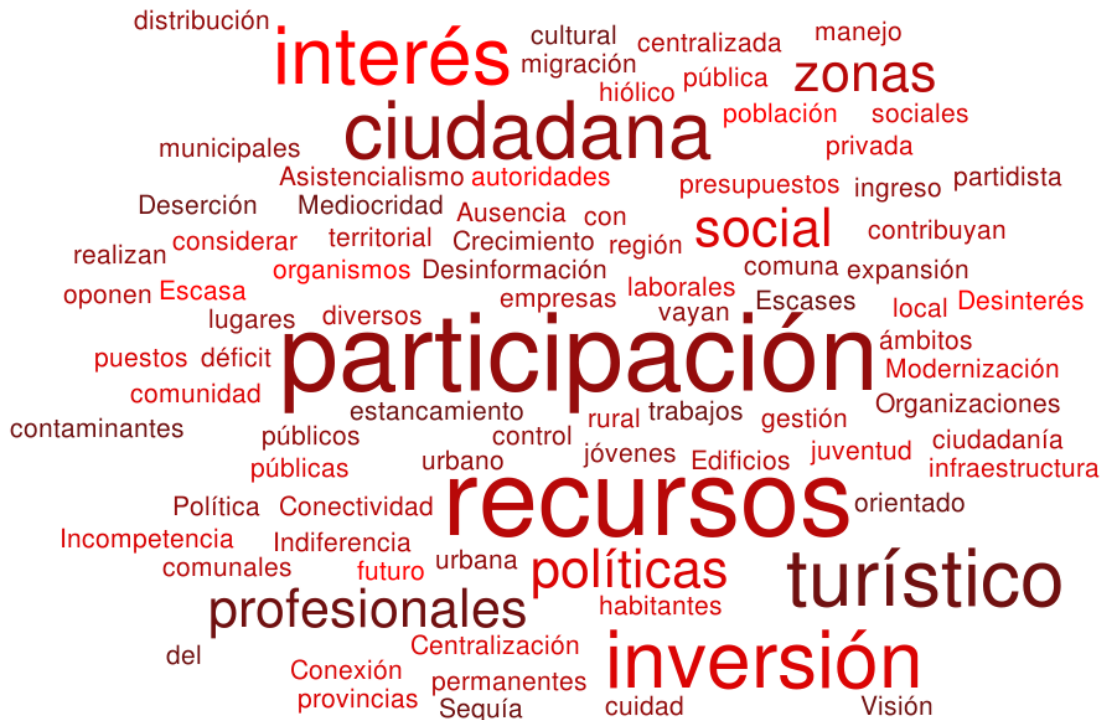 distribución
interés
cultural
centralizada
manejo
migración
pública
zonas
hiólico
ciudadana
población
sociales
municipales
privada
Asistencialismo
autoridades
presupuestos
ingreso
partidista
Deserción
Mediocridad
Ausencia
con
social
contribuyan
realizan
considerar
territorial
Crecimiento
región
organismos
Desinformación
comuna
expansión
oponen
Escasa
empresas
laborales
vayan
Escases
local
Desinterés
lugares
diversos
participación
ámbitos
puestos
déficit
Modernización
comunidad
estancamiento
rural
trabajos
gestión
Organizaciones
contaminantes
públicos
control
jóvenes
Edificios
juventud
ciudadanía
públicas
urbano
infraestructura
recursos
Política
Conectividad
orientado
Incompetencia
Indiferencia
comunales
futuro
urbana
políticas
turístico
profesionales
habitantes
del
Centralización
inversión
Conexión
provincias
permanentes
Sequía
cuidad
Visión